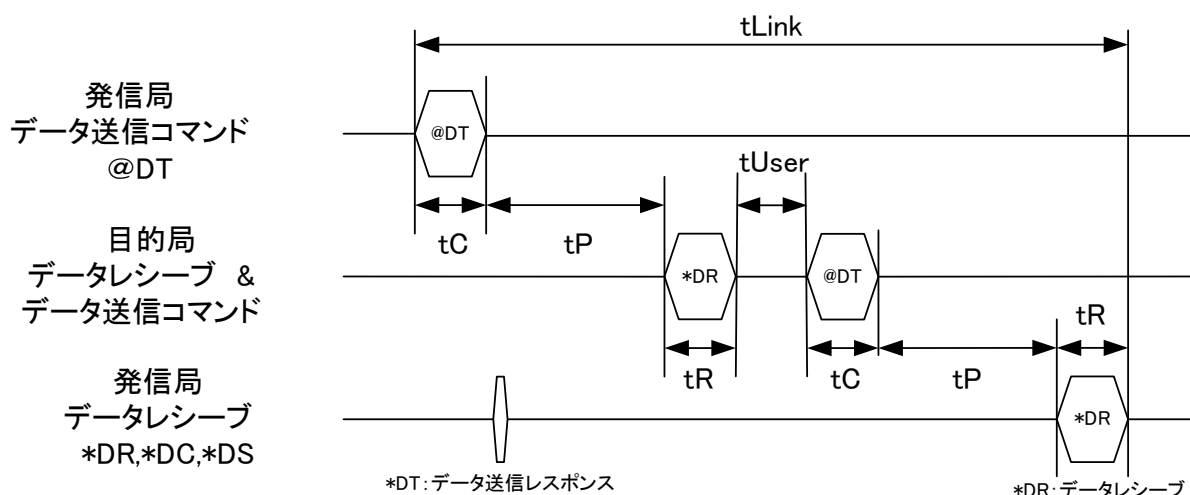 tLink
発信局
データ送信コマンド
@DT
@DT
tUser
tC
tP
目的局
データレシーブ &
データ送信コマンド
*DR
@DT
tR
tR
tC
tP
発信局
データレシーブ
*DR,*DC,*DS
*DR
*DT:データ送信レスポンス
*DR:データレシーブ